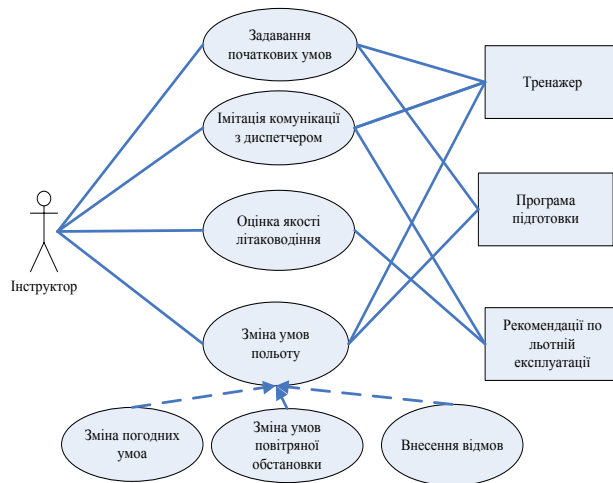 Задавання
початкових умов
Тренажер
Імітація комунікації
з диспетчером
Програма
підготовки
Оцінка якості
літаководіння
Інструктор
Зміна умов
польоту
Рекомендації по
льотній
експлуатації
Зміна погодних
умоа
Зміна умов
повітряної
обстановки
Внесення відмов